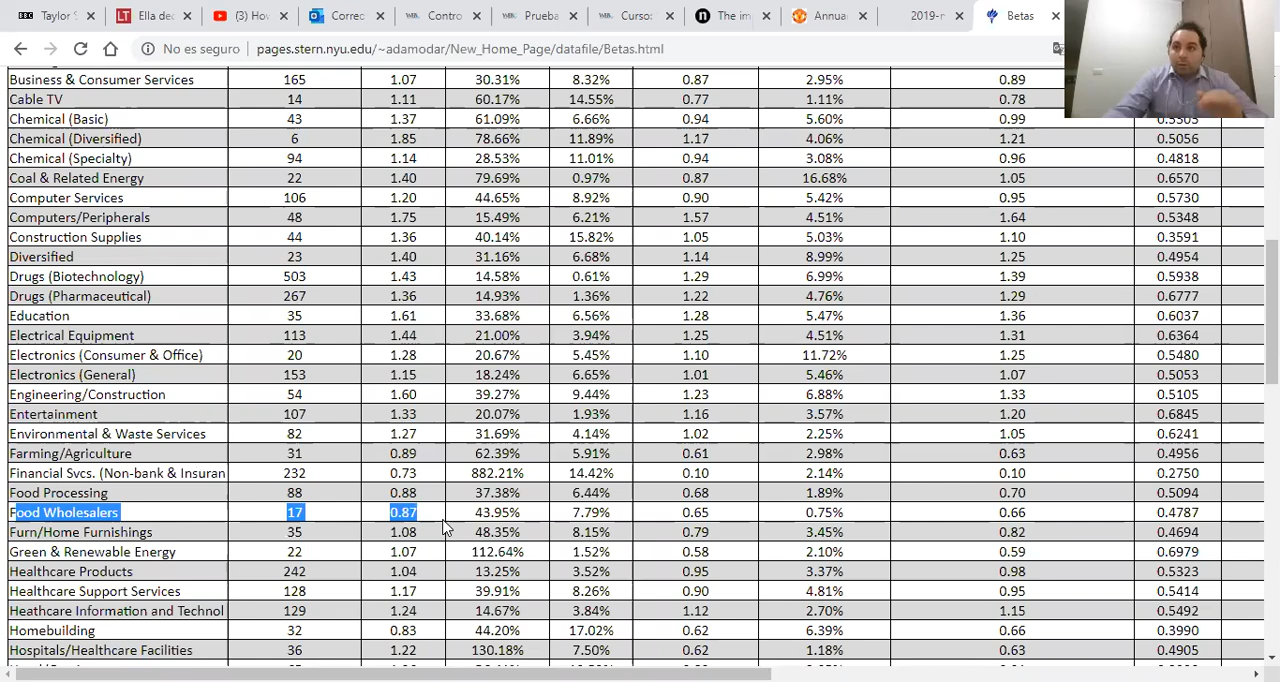 BBC Taylor S × LT Ella dec × (3) Hov × Correc × Contro × Prueba × Curso: × n The im × Annua × 2019-r × Betas ×
No es seguro | pages.stern.nyu.edu/~adamodar/New_Home_Page/datafile/Betas.html
Business & Consumer Services 165 1.07 0.31% 0.87 2.95% 0.89
Cable TV 14 1.11 60.17% 14.55% 0.77 1.11% 0.78
Chemical (Basic) 43 1.37 61.09% 6.66% 0.94 5.60% 0.99 0.5503
Chemical (Diversified) 6 1.85 78.66% 11.89% 1.17 4.06% 1.21 0.5056
Chemical (Specialty) 94 1.14 28.53% 11.01% 0.94 3.08% 0.96 0.4818
Coal & Related Energy 22 1.40 79.69% 0.97% 0.87 16.68% 1.05 0.6570
Computer Services 106 1.20 44.65% 8.92% 0.90 5.42% 0.95 0.5730
Computers/Peripherals 48 1.75 15.49% 6.21% 1.57 4.51% 1.64 0.5348
Construction Supplies 44 1.36 40.14% 15.82% 1.05 5.03% 1.10 0.3591
Diversified 23 1.40 31.16% 6.68% 1.14 8.99% 1.25 0.4954
Drugs (Biotechnology) 503 1.43 14.58% 0.61% 1.29 6.99% 1.39 0.5938
Drugs (Pharmaceutical) 267 1.36 14.93% 1.36% 1.22 4.76% 1.29 0.6777
Education 35 1.61 33.68% 6.56% 1.28 5.47% 1.36 0.6037
Electrical Equipment 113 1.44 21.00% 3.94% 1.25 4.51% 1.31 0.6364
Electronics (Consumer & Office) 20 1.28 20.67% 5.45% 1.10 11.72% 1.25 0.5480
Electronics (General) 153 1.15 18.24% 6.65% 1.01 5.46% 1.07 0.5053
Engineering/Construction 54 1.60 39.27% 9.44% 1.23 6.88% 1.33 0.5105
Entertainment 107 1.33 20.07% 1.93% 1.16 3.57% 1.20 0.6845
Environmental & Waste Services 82 1.27 31.69% 4.14% 1.02 2.25% 1.05 0.6241
Farming/Agriculture 31 0.89 62.39% 5.91% 0.61 2.98% 0.63 0.4956
Financial Svcs. (Non-bank & Insuran 232 0.73 882.21% 14.42% 0.10 2.14% 0.10 0.2750
Food Processing 88 0.88 37.38% 6.44% 0.68 1.89% 0.70 0.5094
Food Wholesalers 17 0.87 43.95% 7.79% 0.65 0.75% 0.66 0.4787
Furn/Home Furnishings 35 1.08 48.35% 8.15% 0.79 3.45% 0.82 0.4694
Green & Renewable Energy 22 1.07 112.64% 1.52% 0.58 2.10% 0.59 0.6979
Healthcare Products 242 1.04 13.25% 3.52% 0.95 3.37% 0.98 0.5323
Healthcare Support Services 128 1.17 39.91% 8.26% 0.90 4.81% 0.95 0.5414
Heathcare Information and Technol 129 1.24 14.67% 3.84% 1.12 2.70% 1.15 0.5492
Homebuilding 32 0.83 44.20% 17.02% 0.62 6.39% 0.66 0.3990
Hospitals/Healthcare Facilities 36 1.22 130.18% 7.50% 0.62 1.18% 0.63 0.4905